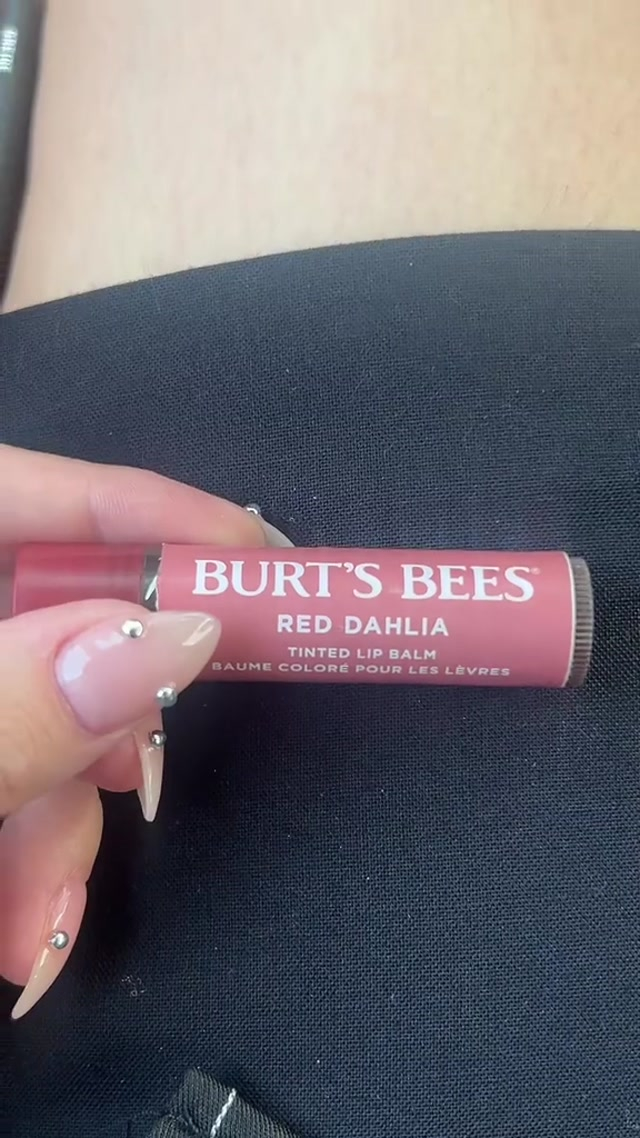 BURT'S BEES®
RED DAHLIA
TINTED LIP BALM
BAUME COLORÉ POUR LES LÈVRES